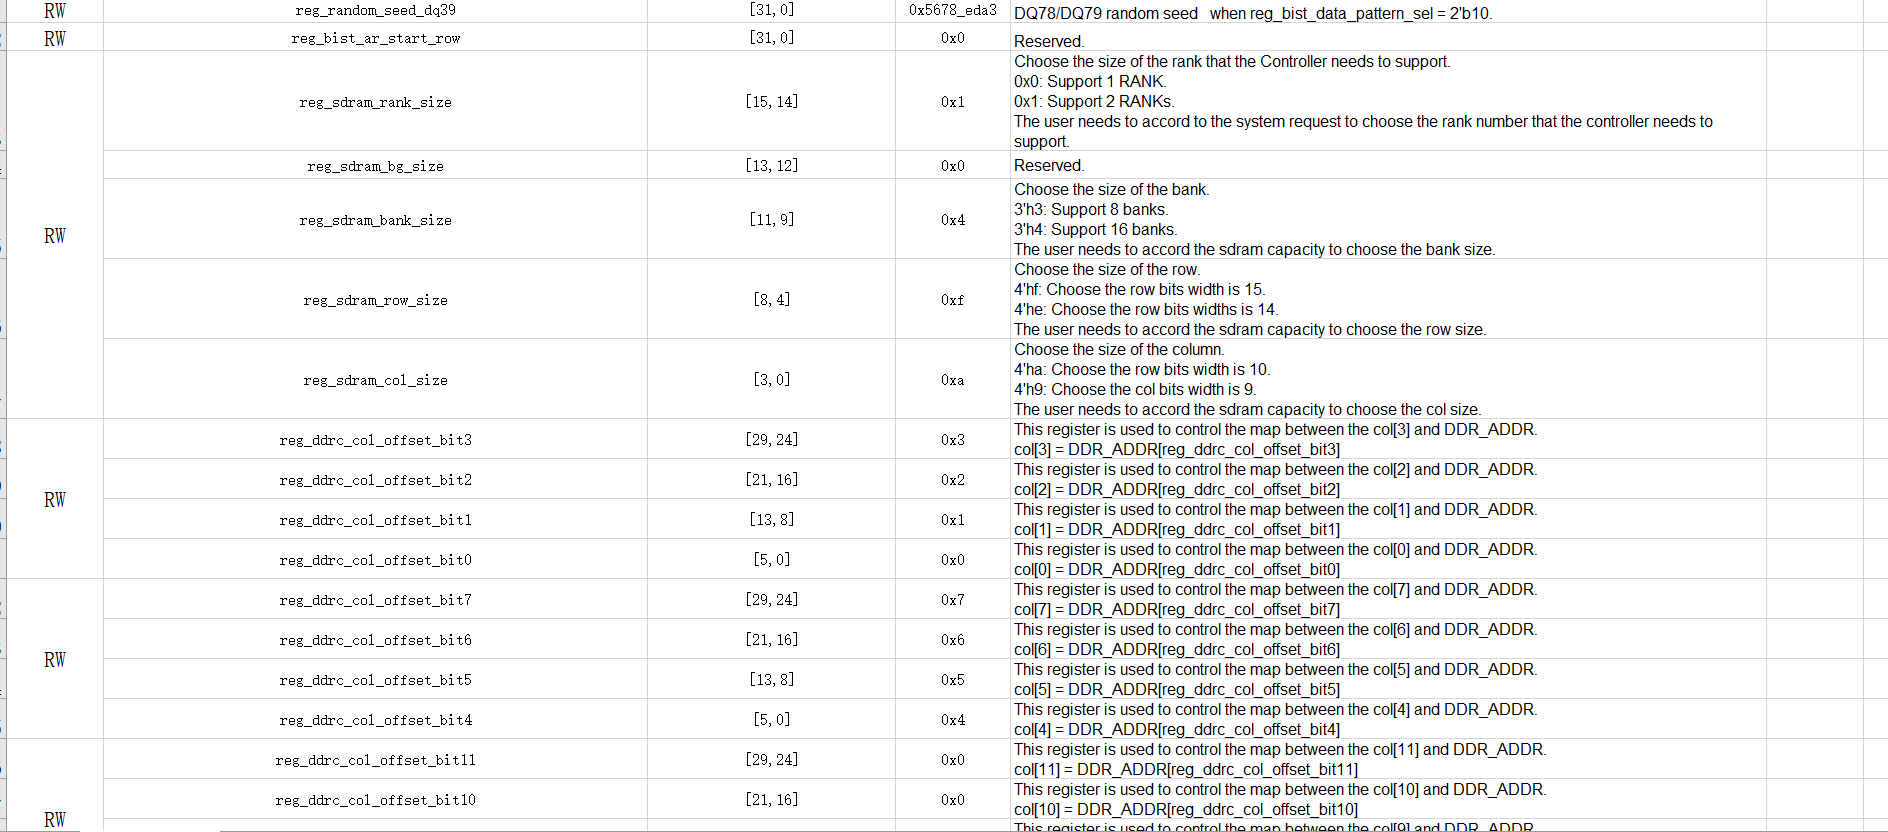 RW reg_random_seed_dq39 [31, 0] 0x5678_eda3 DQ78/DQ79 random seed when reg_bist_data_pattern_sel = 2'b10.
RW reg_bist_ar_start_row [31, 0] 0x0 Reserved.
RW
reg_sdram_rank_size [15, 14] 0x1
Choose the size of the rank that the Controller needs to support.
0x0: Support 1 RANK.
0x1: Support 2 RANKs.
The user needs to accord to the system request to choose the rank number that the controller needs to
support.
reg_sdram_bg_size [13, 12] 0x0 Reserved.
reg_sdram_bank_size [11, 9] 0x4
Choose the size of the bank.
3'h3: Support 8 banks.
3'h4: Support 16 banks.
The user needs to accord the sdram capacity to choose the bank size.
reg_sdram_row_size [8, 4] 0xf
Choose the size of the row.
4'hf: Choose the row bits width is 15.
4'he: Choose the row bits widths is 14.
The user needs to accord the sdram capacity to choose the row size.
reg_sdram_col_size [3, 0] 0xa
Choose the size of the column.
4'ha: Choose the row bits width is 10.
4'h9: Choose the col bits width is 9.
The user needs to accord the sdram capacity to choose the col size.
RW
reg_ddrc_col_offset_bit3 [29, 24] 0x3
This register is used to control the map between the col[3] and DDR_ADDR.
col[3] = DDR_ADDR[reg_ddrc_col_offset_bit3]
reg_ddrc_col_offset_bit2 [21, 16] 0x2
This register is used to control the map between the col[2] and DDR_ADDR.
col[2] = DDR_ADDR[reg_ddrc_col_offset_bit2]
reg_ddrc_col_offset_bit1 [13, 8] 0x1
This register is used to control the map between the col[1] and DDR_ADDR.
col[1] = DDR_ADDR[reg_ddrc_col_offset_bit1]
reg_ddrc_col_offset_bit0 [5, 0] 0x0
This register is used to control the map between the col[0] and DDR_ADDR.
col[0] = DDR_ADDR[reg_ddrc_col_offset_bit0]
RW
reg_ddrc_col_offset_bit7 [29, 24] 0x7
This register is used to control the map between the col[7] and DDR_ADDR.
col[7] = DDR_ADDR[reg_ddrc_col_offset_bit7]
reg_ddrc_col_offset_bit6 [21, 16] 0x6
This register is used to control the map between the col[6] and DDR_ADDR.
col[6] = DDR_ADDR[reg_ddrc_col_offset_bit6]
reg_ddrc_col_offset_bit5 [13, 8] 0x5
This register is used to control the map between the col[5] and DDR_ADDR.
col[5] = DDR_ADDR[reg_ddrc_col_offset_bit5]
reg_ddrc_col_offset_bit4 [5, 0] 0x4
This register is used to control the map between the col[4] and DDR_ADDR.
col[4] = DDR_ADDR[reg_ddrc_col_offset_bit4]
RW
reg_ddrc_col_offset_bit11 [29, 24] 0x0
This register is used to control the map between the col[11] and DDR_ADDR.
col[11] = DDR_ADDR[reg_ddrc_col_offset_bit11]
reg_ddrc_col_offset_bit10 [21, 16] 0x0
This register is used to control the map between the col[10] and DDR_ADDR.
col[10] = DDR_ADDR[reg_ddrc_col_offset_bit10]
This register is used to control the map between the col[9] and DDR_ADDR.